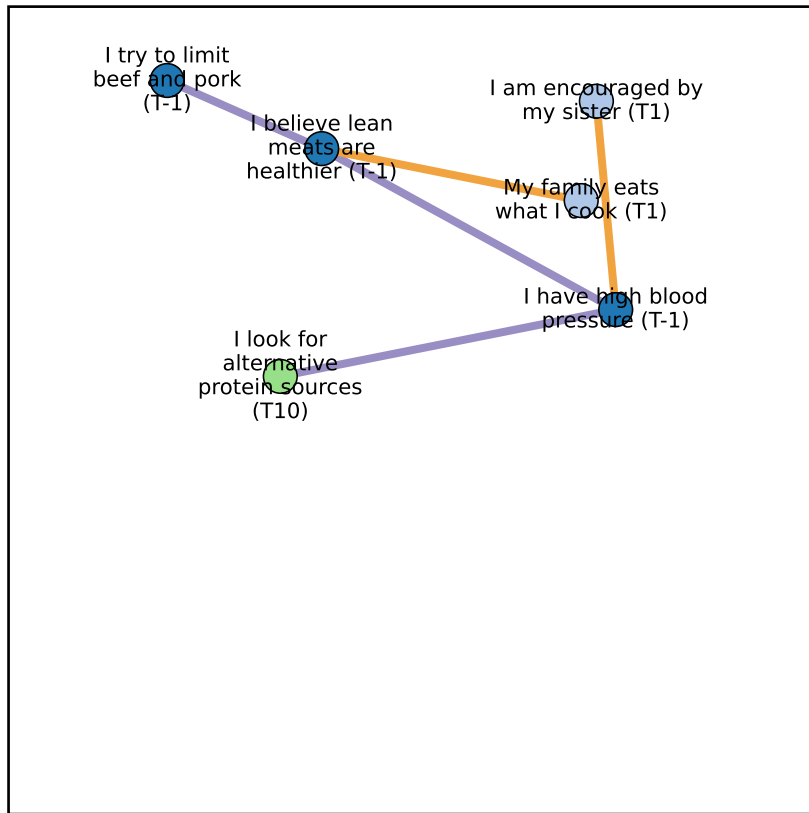 I try to limit
beef and pork
(T-1)
I believe lean
meats are
healthier (T-1)
I am encouraged by
my sister (T1)
My family eats
what I cook (T1)
I have high blood
pressure (T-1)
I look for
alternative
protein sources
(T10)